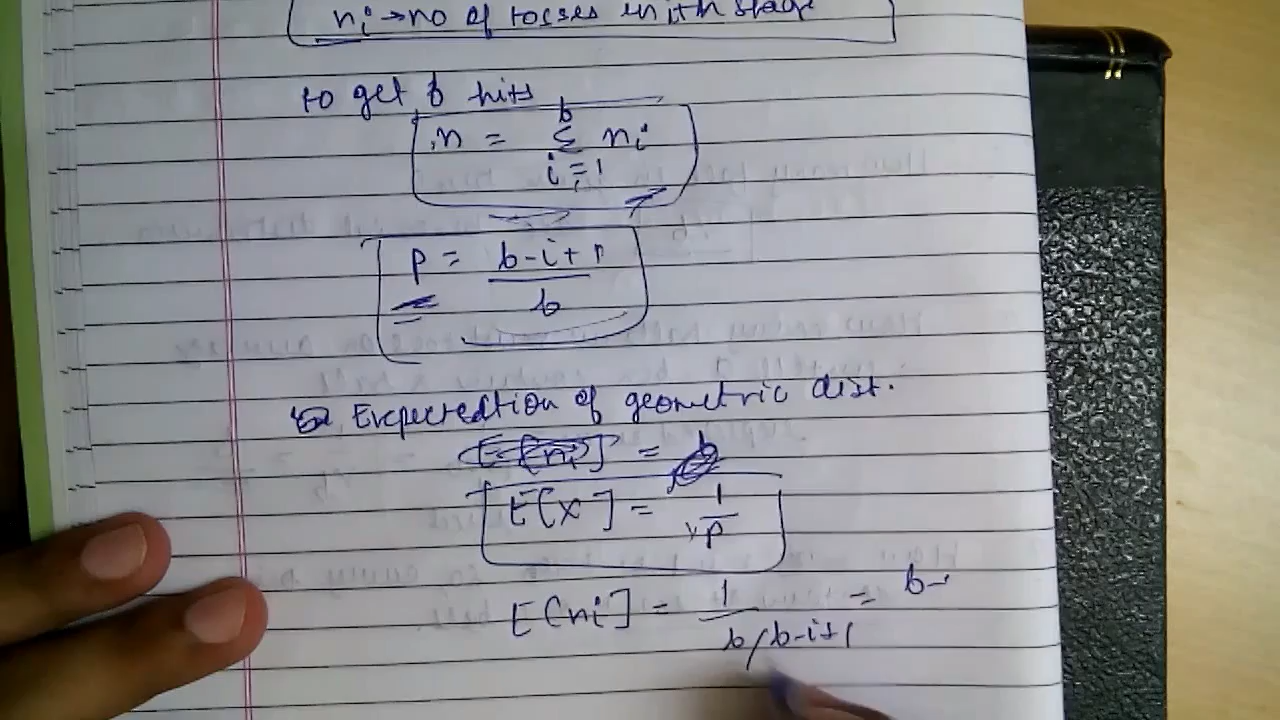 ni → no of tosses in ith stage
to get b hits
n = b Σ i=1 ni
p = b-i+1 / b
Expectation of geometric dist.
= b
E[X] = 1/p
E[ni] = 1 / b/b-i+1 = b-